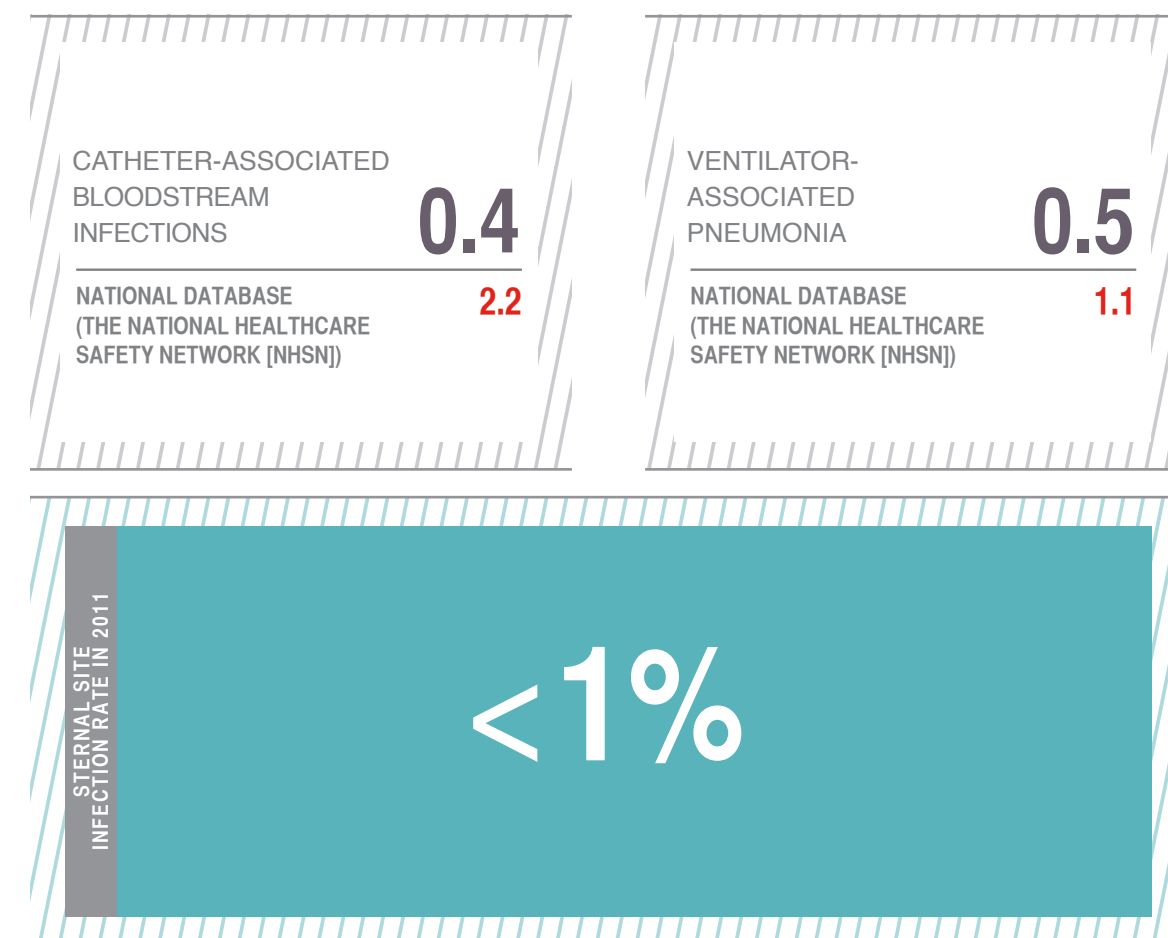 CATHETER-ASSOCIATED
BLOODSTREAM
INFECTIONS
0.4
NATIONAL DATABASE
(THE NATIONAL HEALTHCARE
SAFETY NETWORK [NHSN])
2.2
VENTILATOR-
ASSOCIATED
PNEUMONIA
0.5
NATIONAL DATABASE
(THE NATIONAL HEALTHCARE
SAFETY NETWORK [NHSN])
1.1
STERNAL SITE
INFECTION RATE IN 2011
<1%